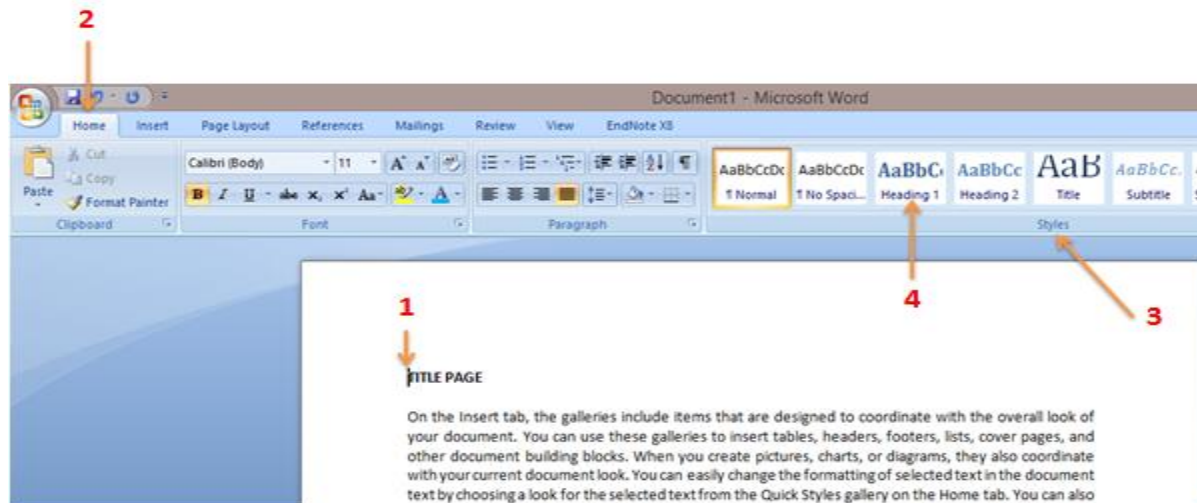 2
Document1 - Microsoft Word
Home Insert Page Layout References Mailings Review View EndNote X8
Cut
Copy
Paste
Format Painter
Clipboard
Calibri (Body) 11
B I U abc x, x² Aa
Font
Paragraph
AaBbCcDc AaBbCcDc AaBbC AaBbCc AaB AaBbCc.
¶ Normal ¶ No Spaci... Heading 1 Heading 2 Title Subtitle
Styles
1
4
3
TITLE PAGE
On the Insert tab, the galleries include items that are designed to coordinate with the overall look of
your document. You can use these galleries to insert tables, headers, footers, lists, cover pages, and
other document building blocks. When you create pictures, charts, or diagrams, they also coordinate
with your current document look. You can easily change the formatting of selected text in the document
text by choosing a look for the selected text from the Quick Styles gallery on the Home tab. You can also